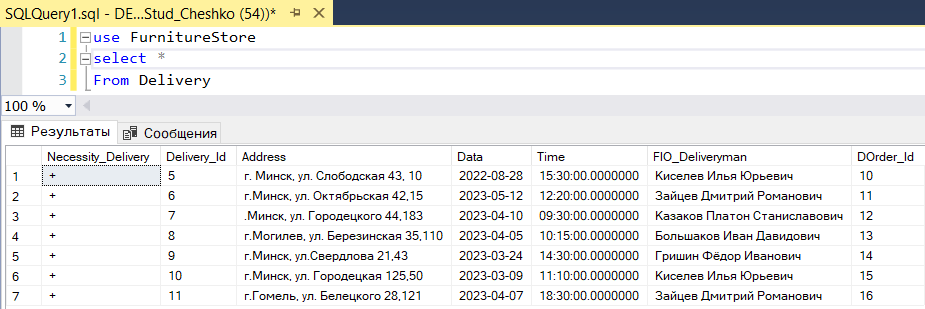 SQLQuery1.sql - DE...Stud_Cheshko (54))*
1 use FurnitureStore
2 select *
3 From Delivery
100 %
Результаты Сообщения
Necessity_Delivery Delivery_Id Address Data Time FIO_Deliveryman DOrder_Id
1 + 5 г. Минск, ул. Слободская 43, 10 2022-08-28 15:30:00.0000000 Киселев Илья Юрьевич 10
2 + 6 г.Минск, ул. Октябрьская 42,15 2023-05-12 12:20:00.0000000 Зайцев Дмитрий Романович 11
3 + 7 .Минск, ул. Городецкого 44,183 2023-04-10 09:30:00.0000000 Казаков Платон Станиславович 12
4 + 8 г.Могилев, ул. Березинская 35,110 2023-04-05 10:15:00.0000000 Большаков Иван Давидович 13
5 + 9 г.Минск, ул.Свердлова 21,43 2023-03-24 14:30:00.0000000 Гришин Фёдор Иванович 14
6 + 10 г.Минск, ул. Городецкая 125,50 2023-03-09 11:10:00.0000000 Киселев Илья Юрьевич 15
7 + 11 г.Гомель, ул. Белецкого 28,121 2023-04-07 18:30:00.0000000 Зайцев Дмитрий Романович 16